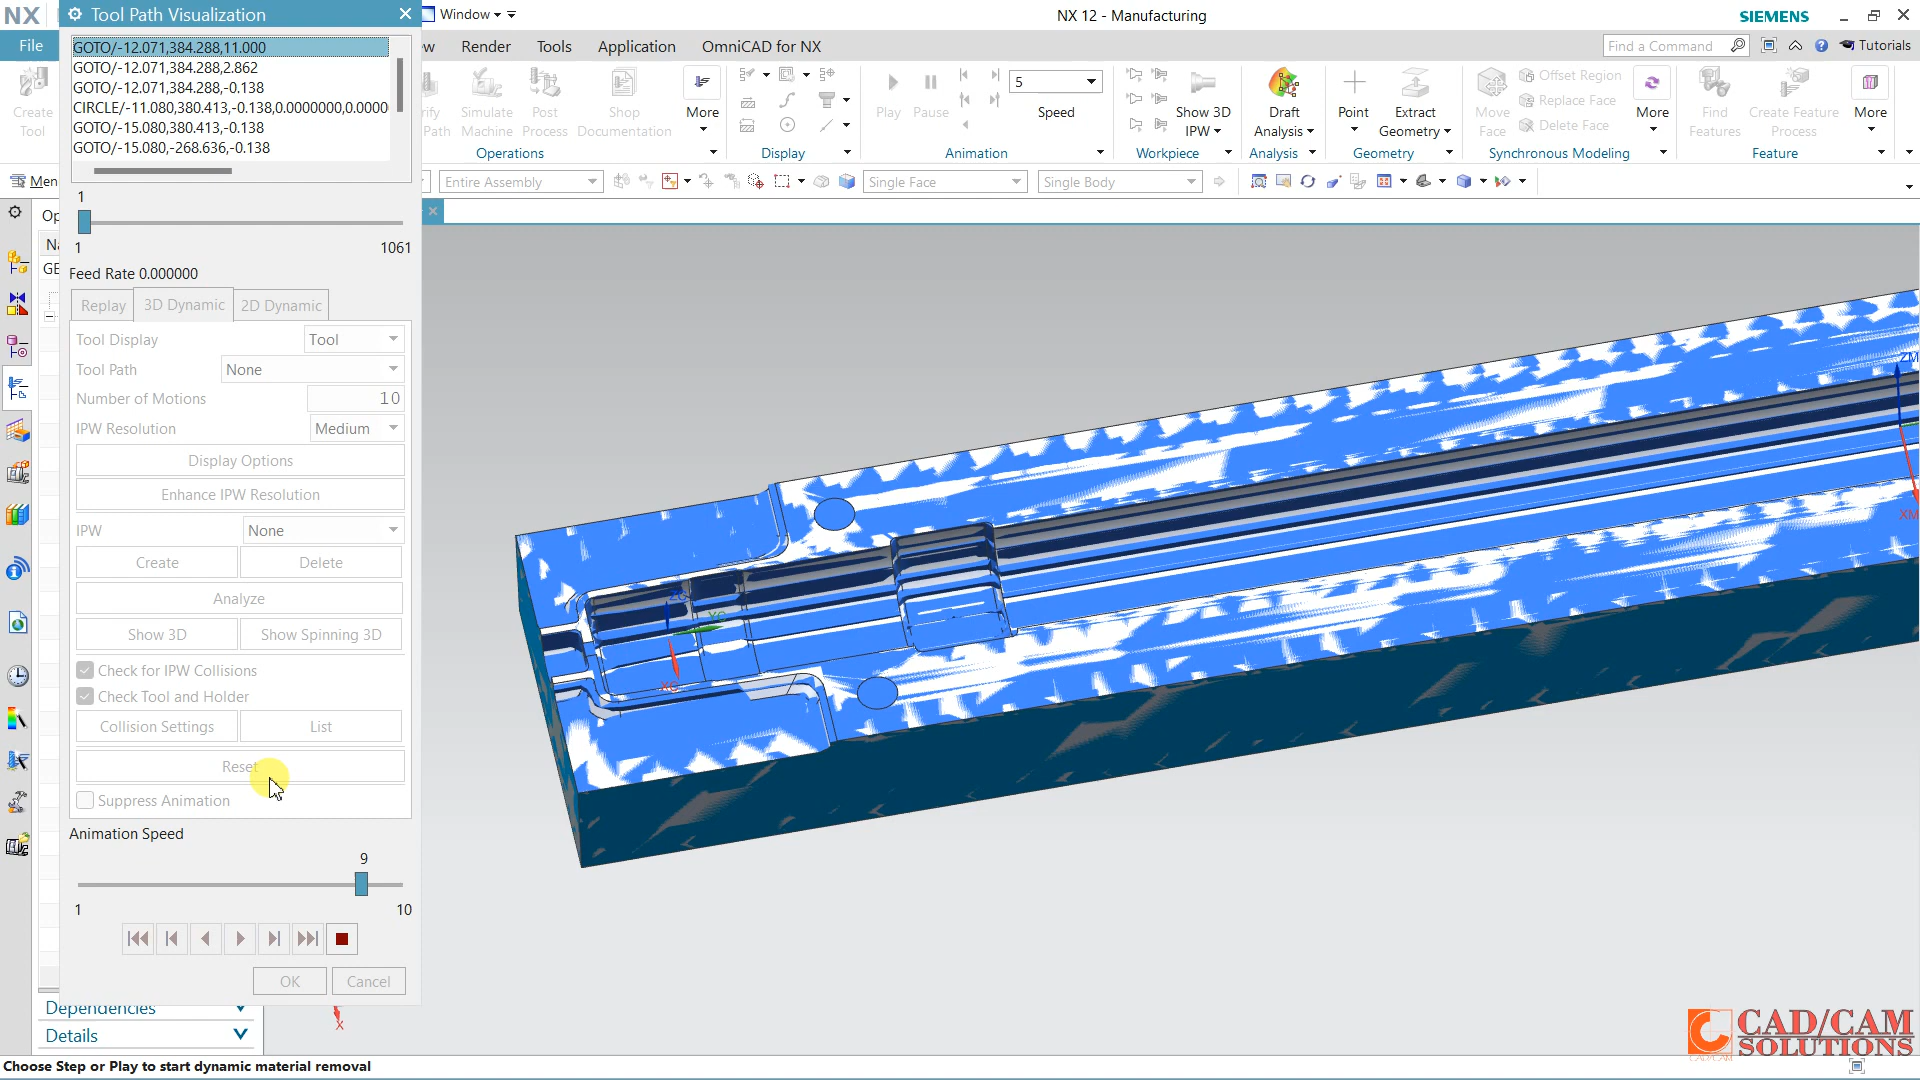 NX
Tool Path Visualization
Window
NX 12 - Manufacturing
SIEMENS
File
Render
Tools
Application
OmniCAD for NX
Find a Command
Tutorials
GOTO/-12.071,384.288,11.000
GOTO/-12.071,384.288,2.862
GOTO/-12.071,384.288,-0.138
CIRCLE/-11.080,380.413,-0.138,0.0000000,0.0000
GOTO/-15.080,380.413,-0.138
GOTO/-15.080,-268.636,-0.138
Create Tool
Simulate Machine
Post Process
Shop Documentation
More
Play
Pause
5
Speed
Show 3D IPW
Draft Analysis
Point
Extract Geometry
Move Face
Offset Region
Replace Face
Delete Face
More
Find Features
Create Feature Process
More
Operations
Display
Animation
Workpiece
Analysis
Geometry
Synchronous Modeling
Feature
Entire Assembly
Single Face
Single Body
1
1
1061
Feed Rate 0.000000
Replay
3D Dynamic
2D Dynamic
Tool Display
Tool
Tool Path
None
Number of Motions
10
IPW Resolution
Medium
Display Options
Enhance IPW Resolution
IPW
None
Create
Delete
Analyze
Show 3D
Show Spinning 3D
Check for IPW Collisions
Check Tool and Holder
Collision Settings
List
Reset
Suppress Animation
Animation Speed
9
1
10
OK
Cancel
Dependencies
Details
ZM
XM
ZC
YC
XC
X
CAD/CAM
SOLUTIONS
Choose Step or Play to start dynamic material removal